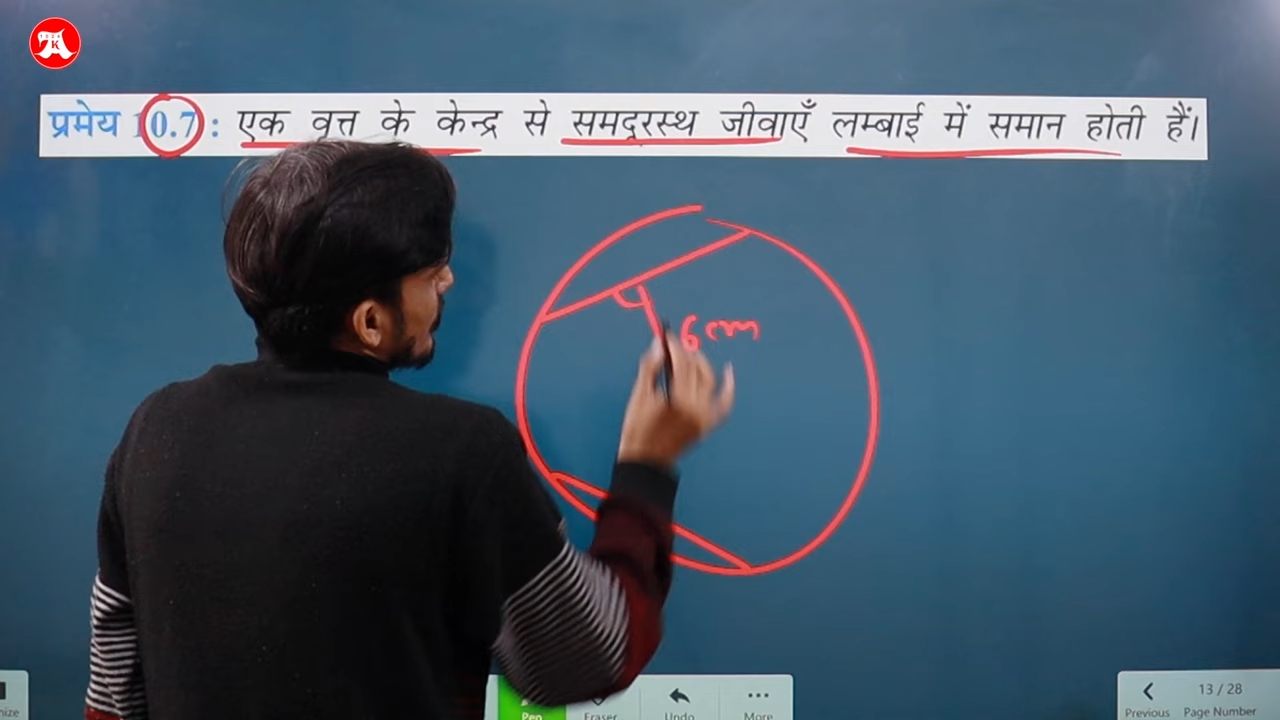 प्रमेय 10.7 : एक वृत्त के केन्द्र से समदूरस्थ जीवाएँ लम्बाई में समान होती हैं।
6 cm
Pen
Eraser
Undo
More
13 / 28
Previous
Page Number